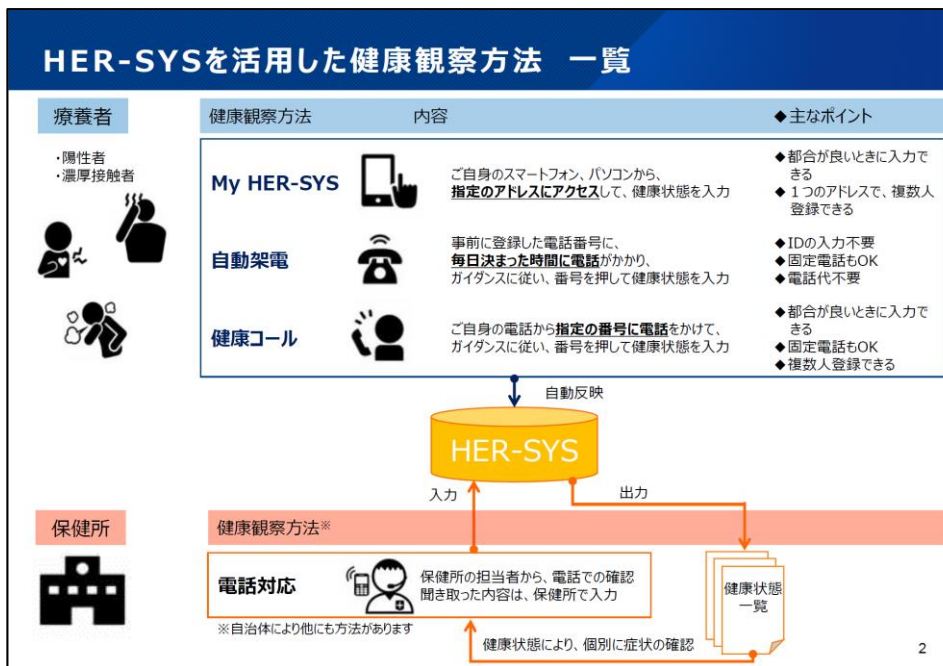 HER-SYSを活用した健康観察方法 一覧
療養者
健康観察方法
内容
◆主なポイント
・陽性者
・濃厚接触者
My HER-SYS
ご自身のスマートフォン、パソコンから、
指定のアドレスにアクセスして、健康状態を入力
◆都合が良いときに入力で
きる
◆１つのアドレスで、複数人
登録できる
自動架電
事前に登録した電話番号に、
毎日決まった時間に電話がかかり、
ガイダンスに従い、番号を押して健康状態を入力
◆IDの入力不要
◆固定電話もOK
◆電話代不要
健康コール
ご自身の電話から指定の番号に電話をかけて、
ガイダンスに従い、番号を押して健康状態を入力
◆都合が良いときに入力で
きる
◆固定電話もOK
◆複数人登録できる
自動反映
HER-SYS
入力
出力
保健所
健康観察方法※
電話対応
保健所の担当者から、電話での確認
聞き取った内容は、保健所で入力
健康状態
一覧
※自治体により他にも方法があります
健康状態により、個別に症状の確認
2